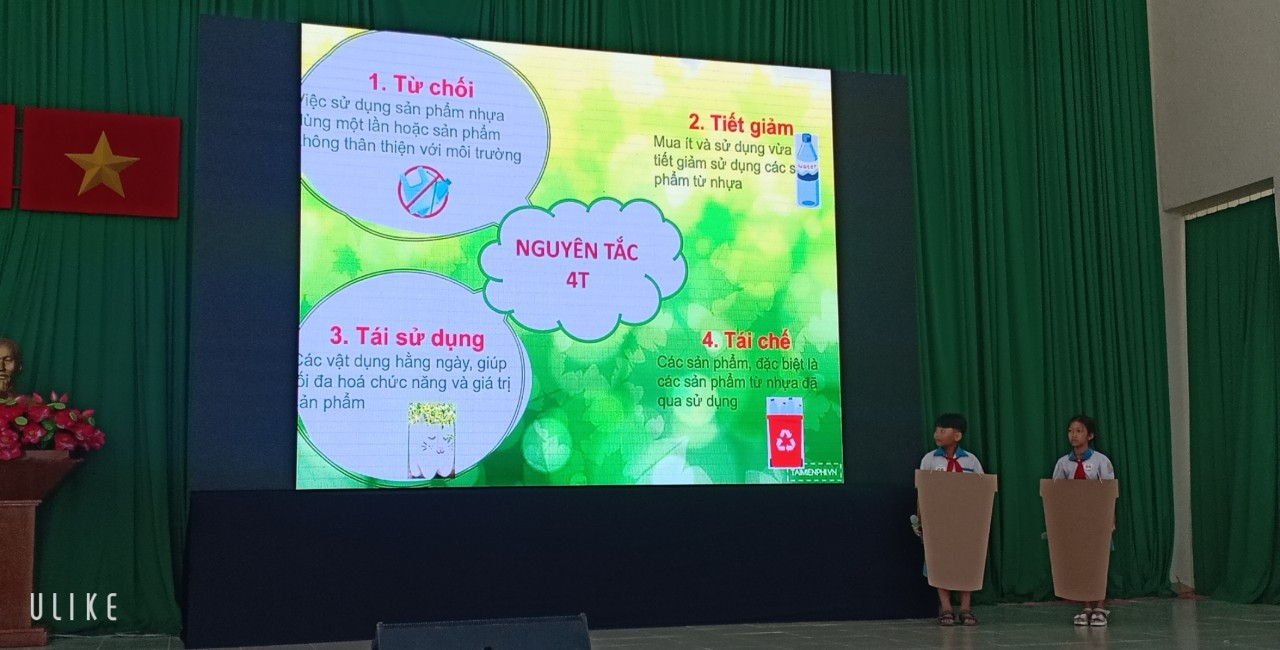 1. Từ chối
iệc sử dụng sản phẩm nhựa
ùng một lần hoặc sản phẩm
hông thân thiện với môi trường
2. Tiết giảm
Mua ít và sử dụng vừa
tiết giảm sử dụng các s
phẩm từ nhựa
NGUYÊN TẮC
4T
3. Tái sử dụng
Các vật dụng hằng ngày, giúp
ối đa hoá chức năng và giá trị
ản phẩm
4. Tái chế
Các sản phẩm, đặc biệt là
các sản phẩm từ nhựa đã
qua sử dụng
TAIMIENPHI.VN
ULIKE